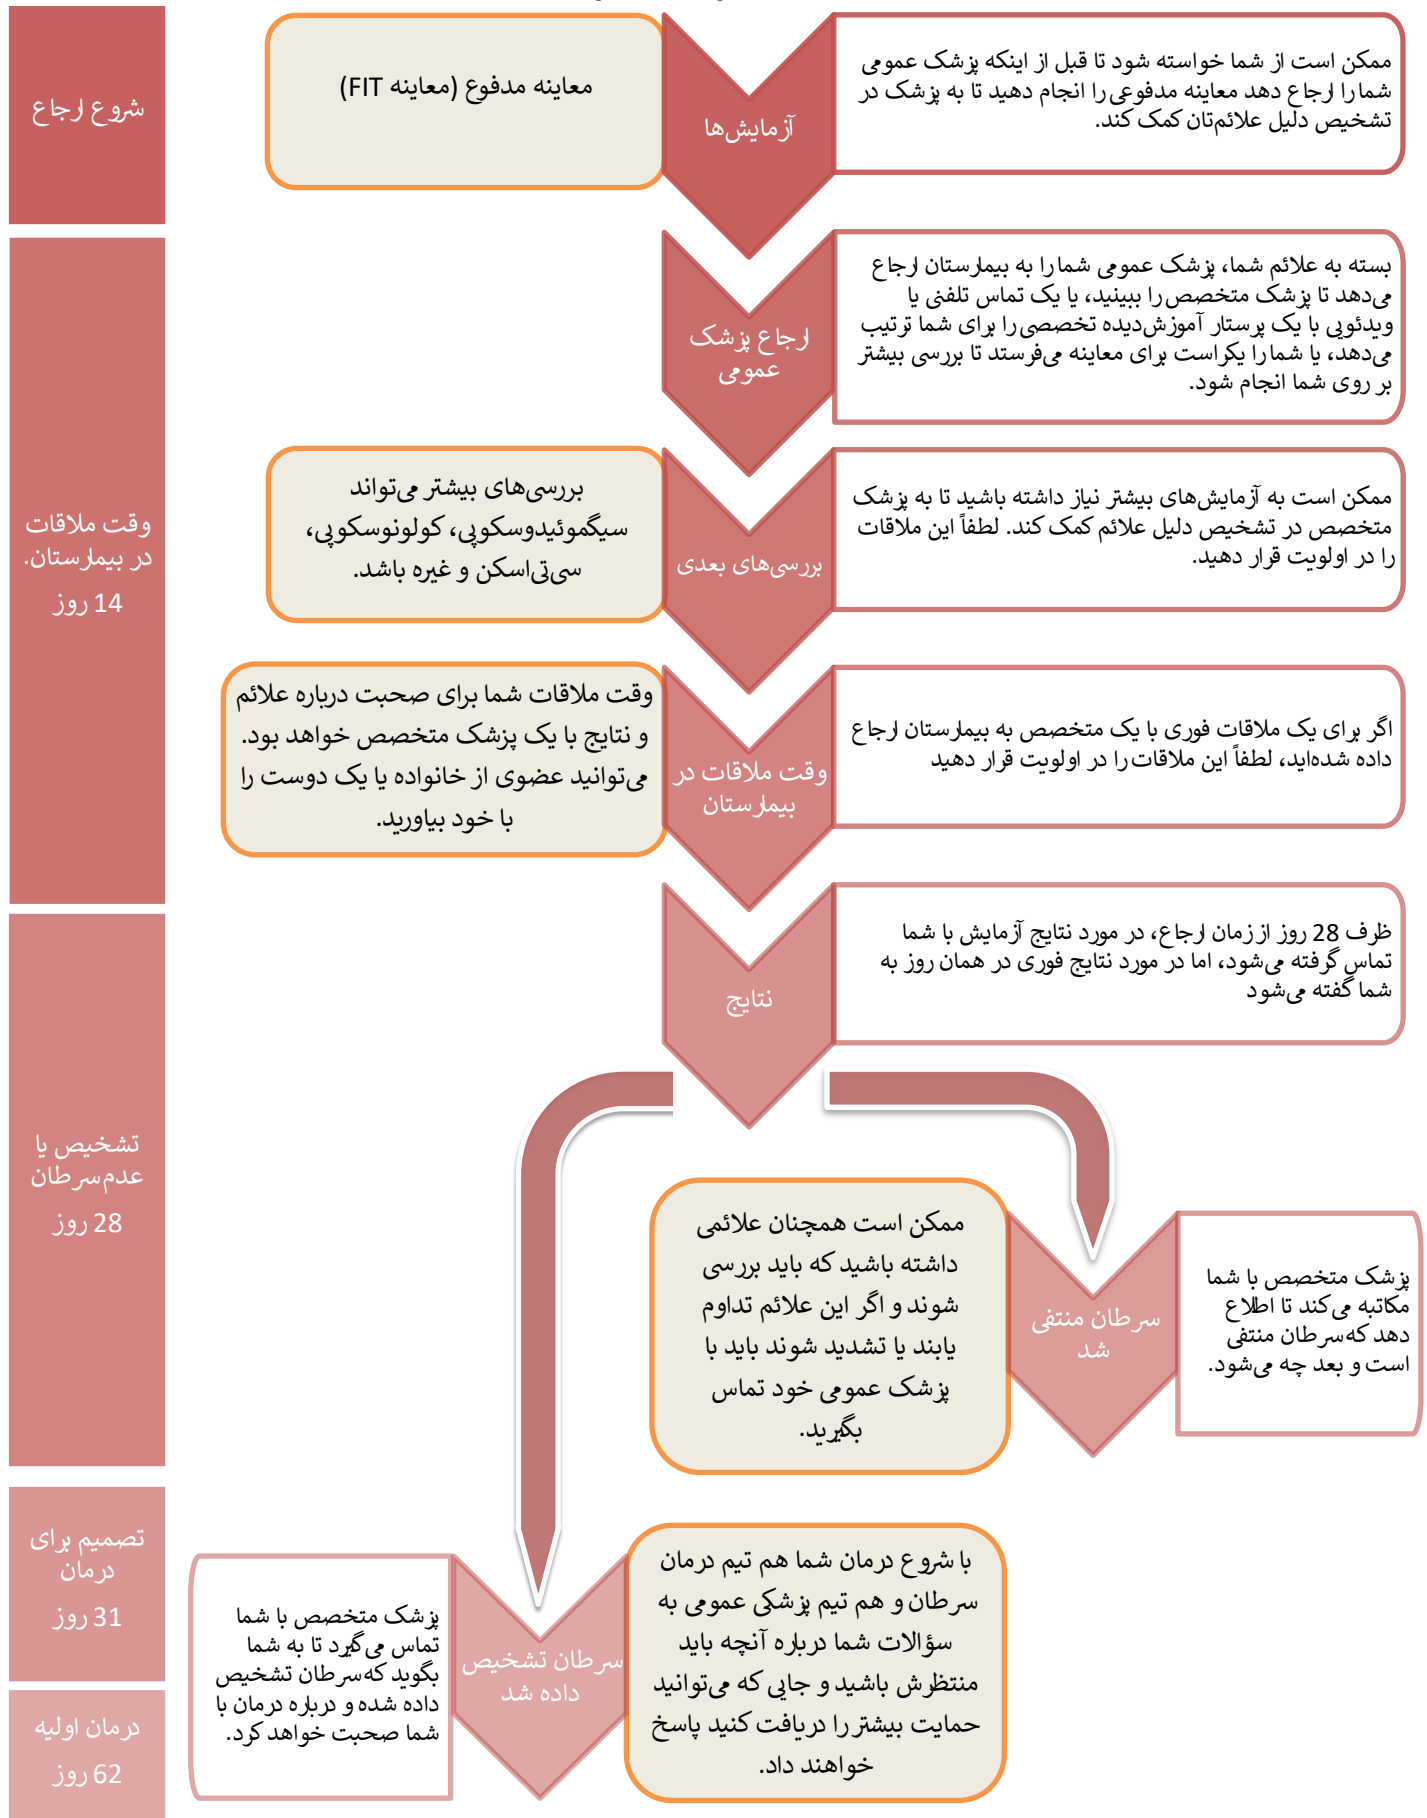 ممکن است از شما خواسته شود تا قبل از اینکه پزشک عمومی
شما را ارجاع دهد معاینه مدفوعی را انجام دهید تا به پزشک در
تشخیص دلیل علائم‌تان کمک کند.
آزمایش‌ها
معاینه مدفوع (معاینه FIT)
شروع ارجاع
بسته به علائم شما، پزشک عمومی شما را به بیمارستان ارجاع
می‌دهد تا پزشک متخصص را ببینید، یا یک تماس تلفنی یا
ویدئویی با یک پرستار آموزش‌دیده تخصصی را برای شما ترتیب
می‌دهد، یا شما را یکراست برای معاینه می‌فرستد تا بررسی بیشتر
بر روی شما انجام شود.
ارجاع پزشک
عمومی
ممکن است به آزمایش‌های بیشتر نیاز داشته باشید تا به پزشک
متخصص در تشخیص دلیل علائم کمک کند. لطفاً این ملاقات
را در اولویت قرار دهید.
بررسی‌های بعدی
بررسی‌های بیشتر می‌تواند
سیگموئیدوسکوپی، کولونوسکوپی،
سی‌تی‌اسکن و غیره باشد.
وقت ملاقات
در بیمارستان.
14 روز
اگر برای یک ملاقات فوری با یک متخصص به بیمارستان ارجاع
داده شده‌اید، لطفاً این ملاقات را در اولویت قرار دهید
وقت ملاقات در
بیمارستان
وقت ملاقات شما برای صحبت درباره علائم
و نتایج با یک پزشک متخصص خواهد بود.
می‌توانید عضوی از خانواده یا یک دوست را
با خود بیاورید.
ظرف 28 روز از زمان ارجاع، در مورد نتایج آزمایش با شما
تماس گرفته می‌شود، اما در مورد نتایج فوری در همان روز به
شما گفته می‌شود
نتایج
تشخیص یا
عدم سرطان
28 روز
پزشک متخصص با شما
مکاتبه می‌کند تا اطلاع
دهد که سرطان منتفی
است و بعد چه می‌شود.
سرطان منتفی
شد
ممکن است همچنان علائمی
داشته باشید که باید بررسی
شوند و اگر این علائم تداوم
یابند یا تشدید شوند باید با
پزشک عمومی خود تماس
بگیرید.
با شروع درمان شما هم تیم درمان
سرطان و هم تیم پزشکی عمومی به
سؤالات شما درباره آنچه باید
منتظرش باشید و جایی که می‌توانید
حمایت بیشتر را دریافت کنید پاسخ
خواهند داد.
سرطان تشخیص
داده شد
پزشک متخصص با شما
تماس می‌گیرد تا به شما
بگوید که سرطان تشخیص
داده شده و درباره درمان با
شما صحبت خواهد کرد.
تصمیم برای
درمان
31 روز
درمان اولیه
62 روز